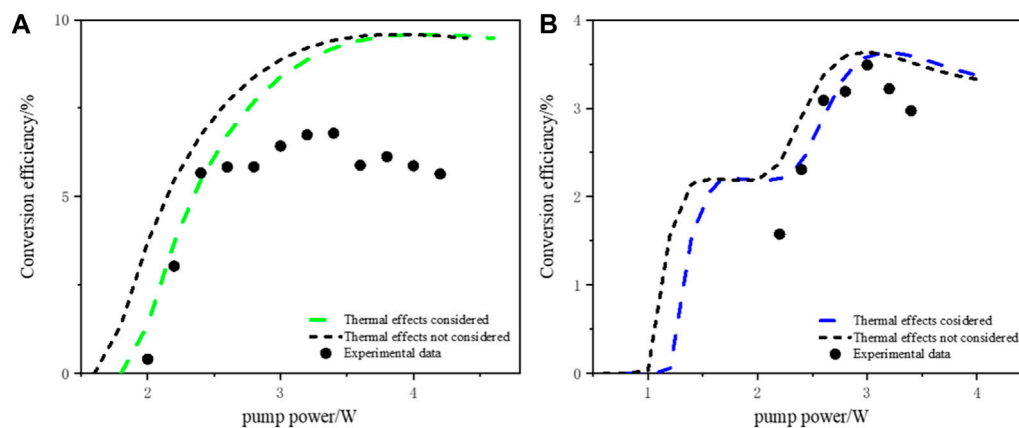 A
Conversion efficiency/%
10
5
0
2
3
4
pump power/W
Thermal effects considered
Thermal effects not considered
Experimental data
B
Conversion efficiency/%
4
3
2
1
0
1
2
3
4
pump power/W
Thermal effects cosidered
Thermal effects not considered
Experimental data